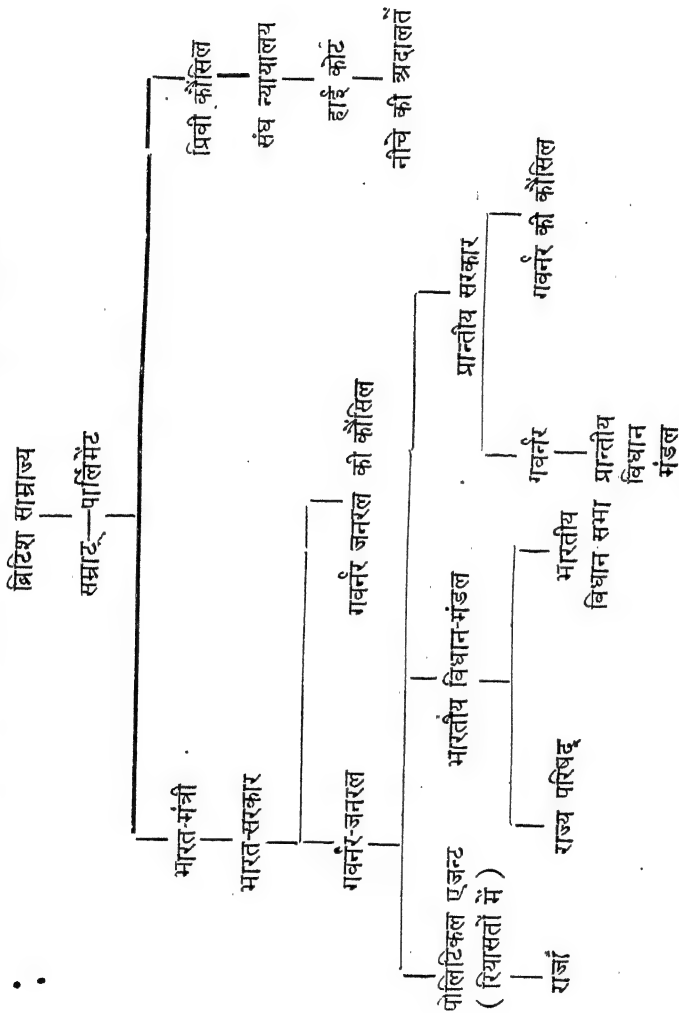 ब्रिटिश साम्राज्य
सम्राट्—पार्लिमेंट
भारत-मंत्री
प्रिवी कौंसिल
भारत-सरकार
संघ न्यायालय
हाई कोर्ट
नीचे की अदालतें
गवर्नर-जनरल
गवर्नर जनरल की कौंसिल
पोलिटिकल एजन्ट
( रियासतों में )
भारतीय विधान-मंडल
प्रान्तीय सरकार
राजा
राज्य परिषद्
भारतीय
विधान सभा
गवर्नर
गवर्नर की कौंसिल
प्रान्तीय
विधान
मंडल